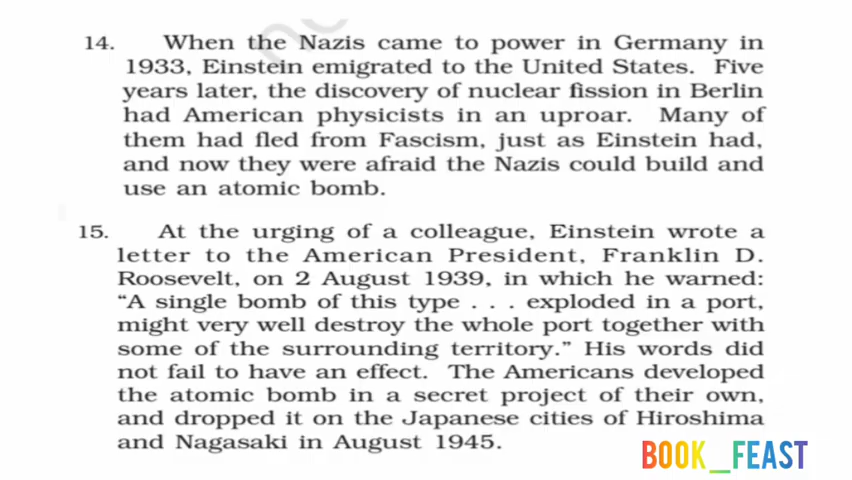 14. When the Nazis came to power in Germany in
1933, Einstein emigrated to the United States. Five
years later, the discovery of nuclear fission in Berlin
had American physicists in an uproar. Many of
them had fled from Fascism, just as Einstein had,
and now they were afraid the Nazis could build and
use an atomic bomb.
15. At the urging of a colleague, Einstein wrote a
letter to the American President, Franklin D.
Roosevelt, on 2 August 1939, in which he warned:
“A single bomb of this type . . . exploded in a port,
might very well destroy the whole port together with
some of the surrounding territory.” His words did
not fail to have an effect. The Americans developed
the atomic bomb in a secret project of their own,
and dropped it on the Japanese cities of Hiroshima
and Nagasaki in August 1945.
BOOK_FEAST